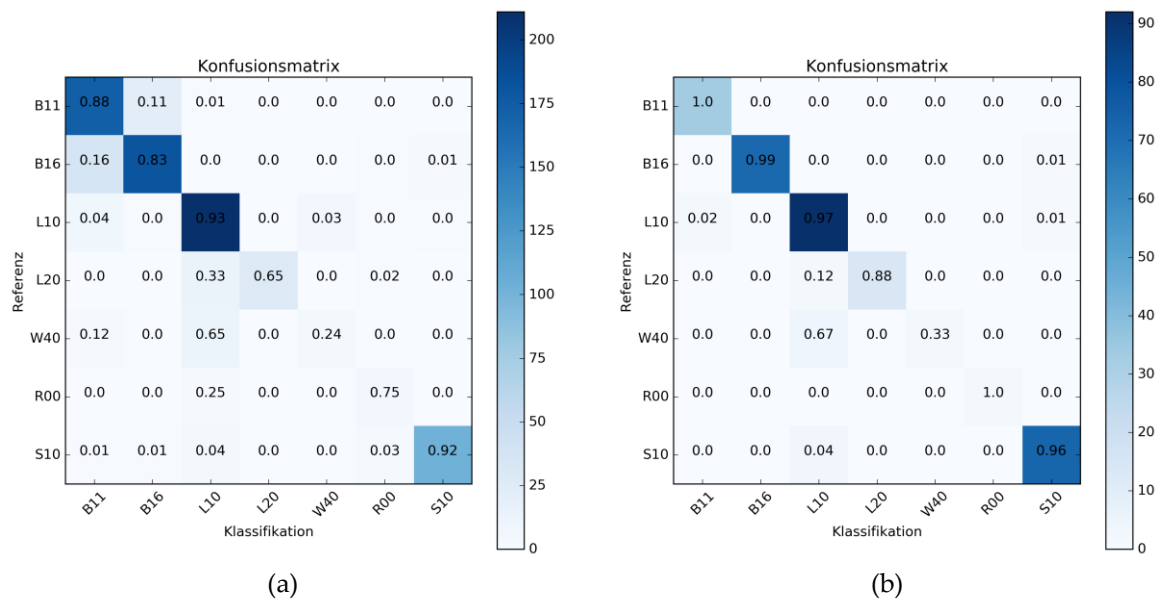 Konfusionsmatrix
B11 0.88 0.11 0.01 0.0 0.0 0.0 0.0
B16 0.16 0.83 0.0 0.0 0.0 0.0 0.01
L10 0.04 0.0 0.93 0.0 0.03 0.0 0.0
L20 0.0 0.0 0.33 0.65 0.0 0.02 0.0
W40 0.12 0.0 0.65 0.0 0.24 0.0 0.0
R00 0.0 0.0 0.25 0.0 0.0 0.75 0.0
S10 0.01 0.01 0.04 0.0 0.0 0.03 0.92
Referenz
B11 B16 L10 L20 W40 R00 S10
Klassifikation
200
175
150
125
100
75
50
25
0
(a)
Konfusionsmatrix
B11 1.0 0.0 0.0 0.0 0.0 0.0 0.0
B16 0.0 0.99 0.0 0.0 0.0 0.0 0.01
L10 0.02 0.0 0.97 0.0 0.0 0.0 0.01
L20 0.0 0.0 0.12 0.88 0.0 0.0 0.0
W40 0.0 0.0 0.67 0.0 0.33 0.0 0.0
R00 0.0 0.0 0.0 0.0 0.0 1.0 0.0
S10 0.0 0.0 0.04 0.0 0.0 0.0 0.96
Referenz
B11 B16 L10 L20 W40 R00 S10
Klassifikation
90
80
70
60
50
40
30
20
10
0
(b)